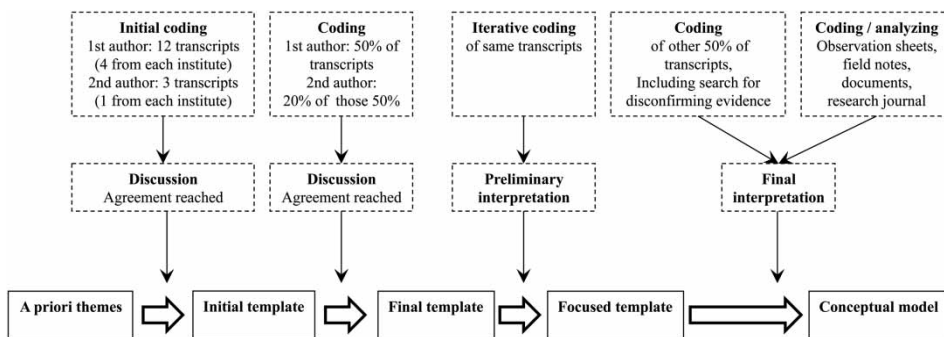 Initial coding
1st author: 12 transcripts
(4 from each institute)
2nd author: 3 transcripts
(1 from each institute)
Coding
1st author: 50% of
transcripts
2nd author:
20% of those 50%
Iterative coding
of same transcripts
Coding
of other 50% of
transcripts,
Including search for
disconfirming evidence
Coding / analyzing
Observation sheets,
field notes,
documents,
research journal
Discussion
Agreement reached
Discussion
Agreement reached
Preliminary
interpretation
Final
interpretation
A priori themes
Initial template
Final template
Focused template
Conceptual model